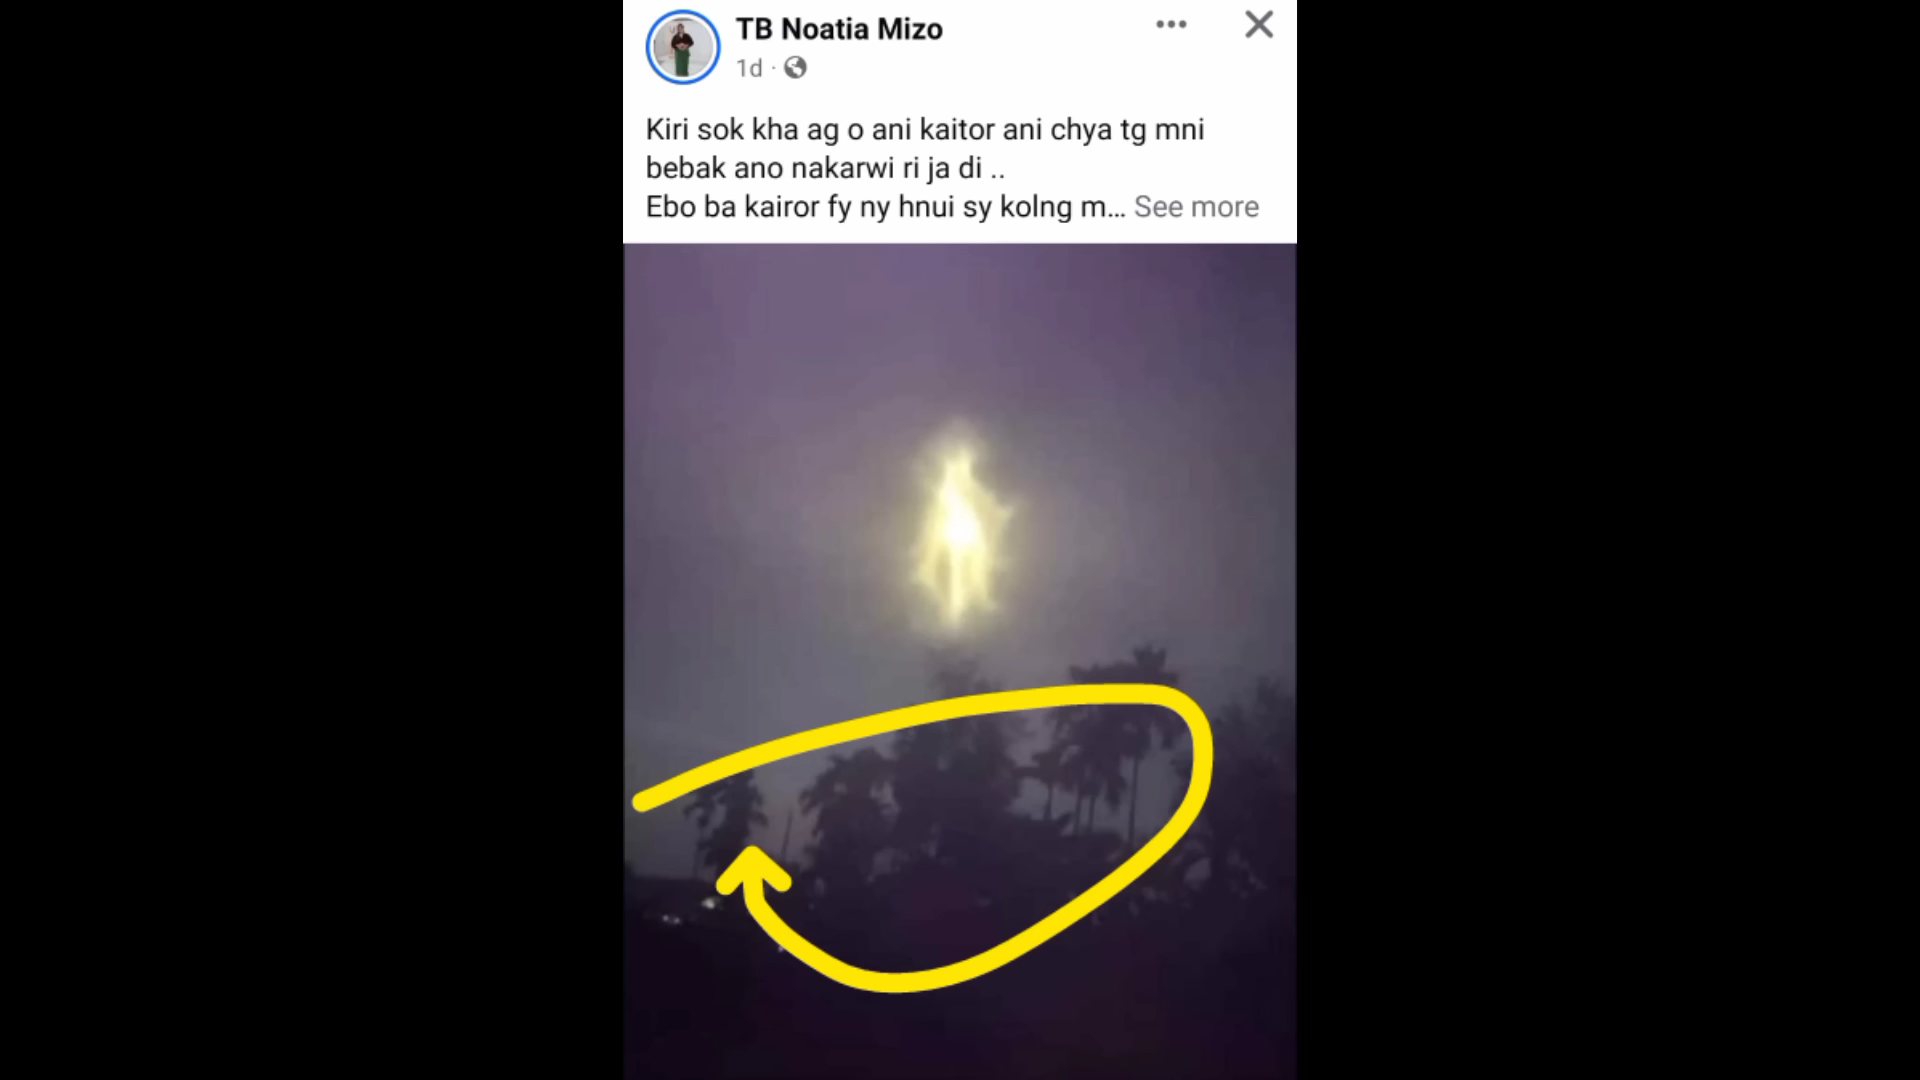 TB Noatia Mizo
1d ·
Kiri sok kha ag o ani kaitor ani chya tg mni
bebak ano nakarwi ri ja di ..
Ebo ba kairor fy ny hnui sy kolng m... See more